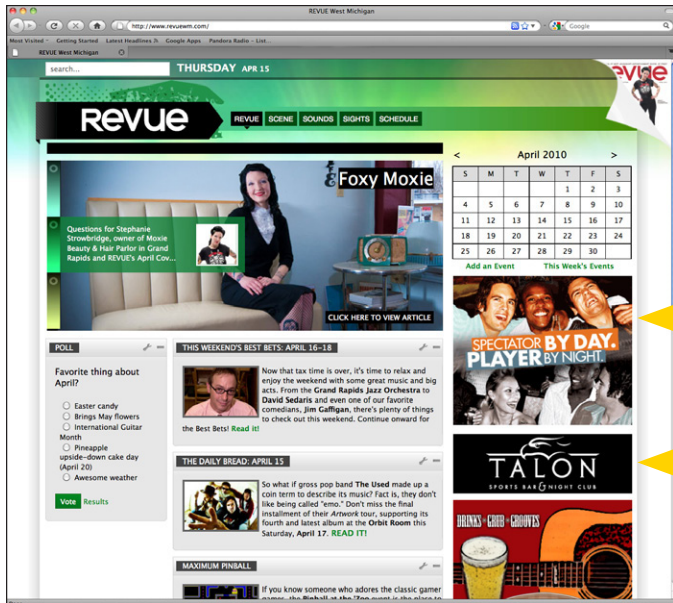 REVUE West Michigan
http://www.revuewm.com/
Google
Most Visited
Getting Started
Latest Headlines
Google Apps
Pandora Radio - List...
REVUE West Michigan
search...
THURSDAY APR 15
REVUE
REVUE
REVUE SCENE SOUNDS SIGHTS SCHEDULE
Foxy Moxie
Questions for Stephanie
Strowbridge, owner of Moxie
Beauty & Hair Parlor in Grand
Rapids and REVUE's April Cov...
CLICK HERE TO VIEW ARTICLE
< April 2010 >
S M T W T F S
1 2 3
4 5 6 7 8 9 10
11 12 13 14 15 16 17
18 19 20 21 22 23 24
25 26 27 28 29 30
Add an Event This Week's Events
SPECTATOR BY DAY.
PLAYER BY NIGHT.
TALON
SPORTS BAR & NIGHT CLUB
DRINKS GRUB GROOVES
POLL
Favorite thing about
April?
Easter candy
Brings May flowers
International Guitar
Month
Pineapple
upside-down cake day
(April 20)
Awesome weather
Vote Results
THIS WEEKEND'S BEST BETS: APRIL 16-18
Now that tax time is over, it's time to relax and
enjoy the weekend with some great music and big
acts. From the Grand Rapids Jazz Orchestra to
David Sedaris and even one of our favorite
comedians, Jim Gaffigan, there's plenty of things
to check out this weekend. Continue onward for
the Best Bets! Read it!
THE DAILY BREAD: APRIL 15
So what if gross pop band The Used made up a
coin term to describe its music? Fact is, they don't
like being called "emo." Don't miss the final
installment of their Artwork tour, supporting its
fourth and latest album at the Orbit Room this
Saturday, April 17. READ IT!
MAXIMUM PINBALL
If you know someone who adores the classic gamer
games, the Pinball at the 'Zoo event is the place to